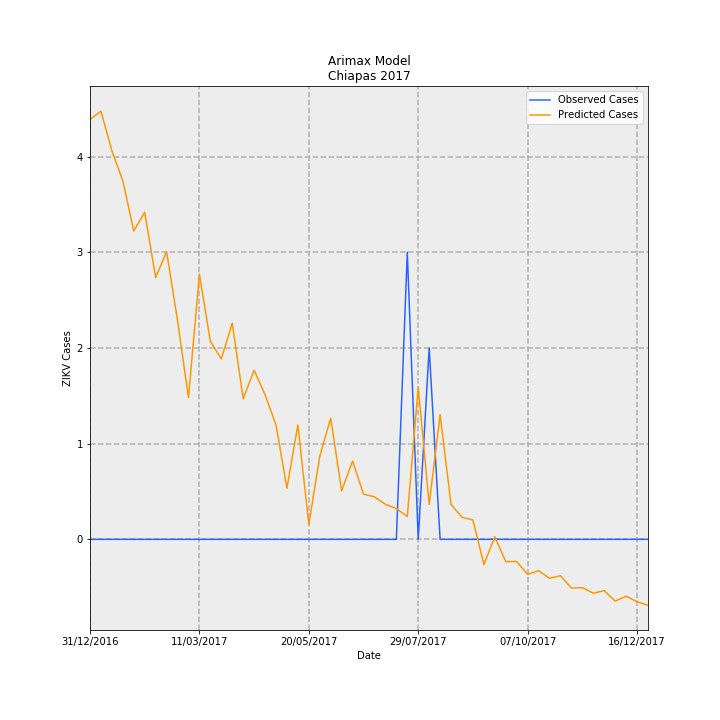 Arimax Model
Chiapas 2017
Observed Cases
Predicted Cases
ZIKV Cases
4
3
2
1
0
31/12/2016
11/03/2017
20/05/2017
29/07/2017
07/10/2017
16/12/2017
Date